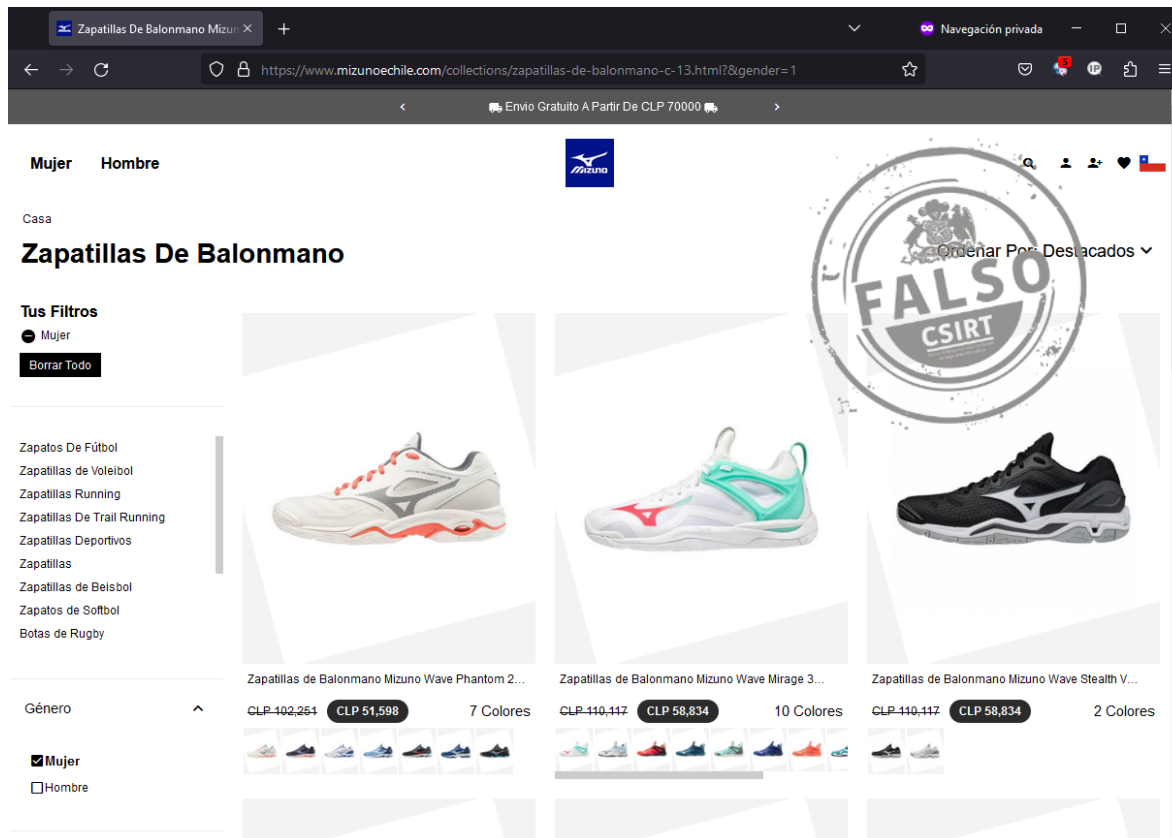 Zapatillas De Balonmano Mizun
Navegación privada
https://www.mizunoechile.com/collections/zapatillas-de-balonmano-c-13.html?&gender=1
5
IP
Envio Gratuito A Partir De CLP 70000
Mujer Hombre
Mizuno
Casa
Zapatillas De Balonmano
Ordenar Por: Destacados
FALSO
CSIRT
Tus Filtros
Mujer
Borrar Todo
Zapatos De Fútbol
Zapatillas de Voleibol
Zapatillas Running
Zapatillas De Trail Running
Zapatillas Deportivos
Zapatillas
Zapatillas de Beisbol
Zapatos de Softbol
Botas de Rugby
Género
Mujer
Hombre
Zapatillas de Balonmano Mizuno Wave Phantom 2...
CLP 102,251 CLP 51,598 7 Colores
Zapatillas de Balonmano Mizuno Wave Mirage 3...
CLP 110,117 CLP 58,834 10 Colores
Zapatillas de Balonmano Mizuno Wave Stealth V...
CLP 110,117 CLP 58,834 2 Colores